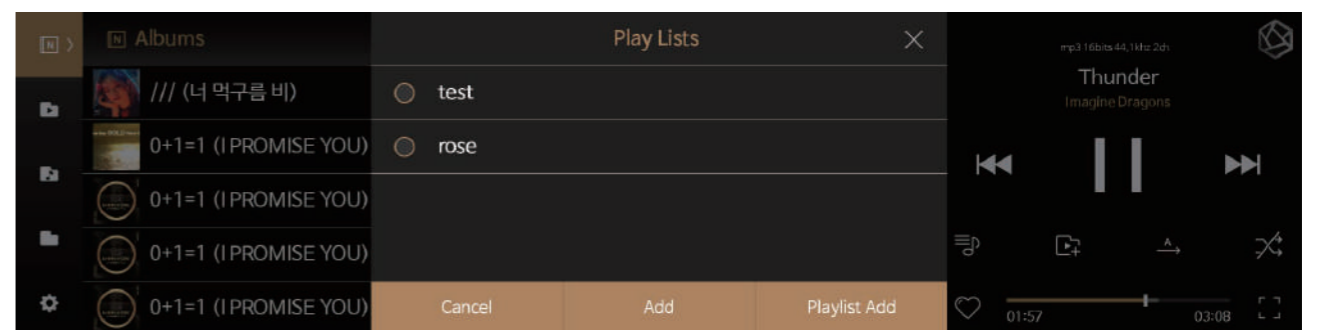 N
N Albums
/// (너 먹구름 비)
0+1=1 (I PROMISE YOU)
0+1=1 (I PROMISE YOU)
0+1=1 (I PROMISE YOU)
0+1=1 (I PROMISE YOU)
Play Lists
test
rose
Cancel
Add
Playlist Add
mp3 16bits 44,1khz 2ch
Thunder
Imagine Dragons
A
01:57
03:08